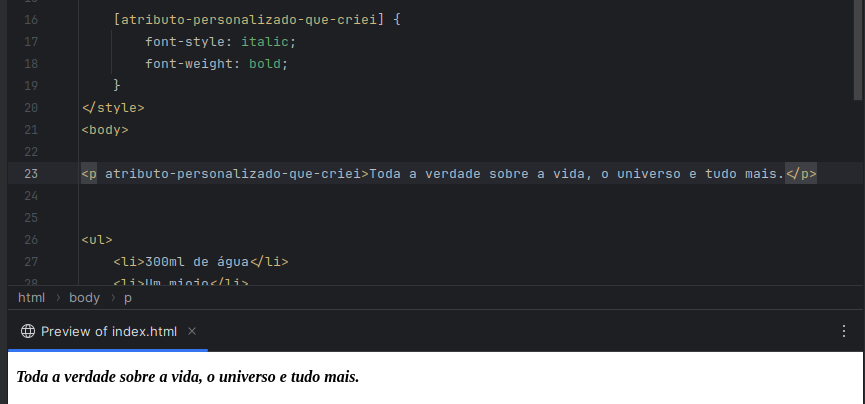 16 [atributo-personalizado-que-criei] {
17 font-style: italic;
18 font-weight: bold;
19 }
20 </style>
21 <body>
22
23 <p atributo-personalizado-que-criei>Toda a verdade sobre a vida, o universo e tudo mais.</p>
24
25
26 <ul>
27 <li>300ml de água</li>
28 <li>Um miojo</li>
html › body › p
Preview of index.html ×
Toda a verdade sobre a vida, o universo e tudo mais.